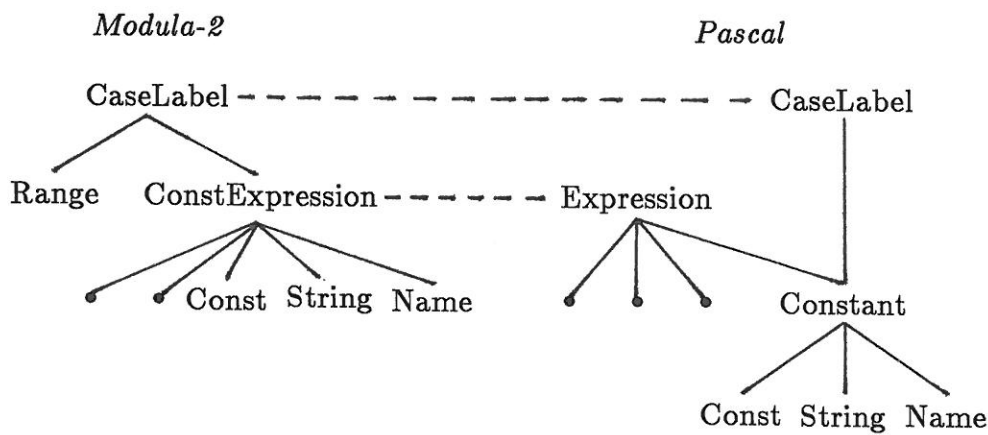 Modula-2 Pascal
CaseLabel CaseLabel
Range ConstExpression Expression
Const String Name
Constant
Const String Name